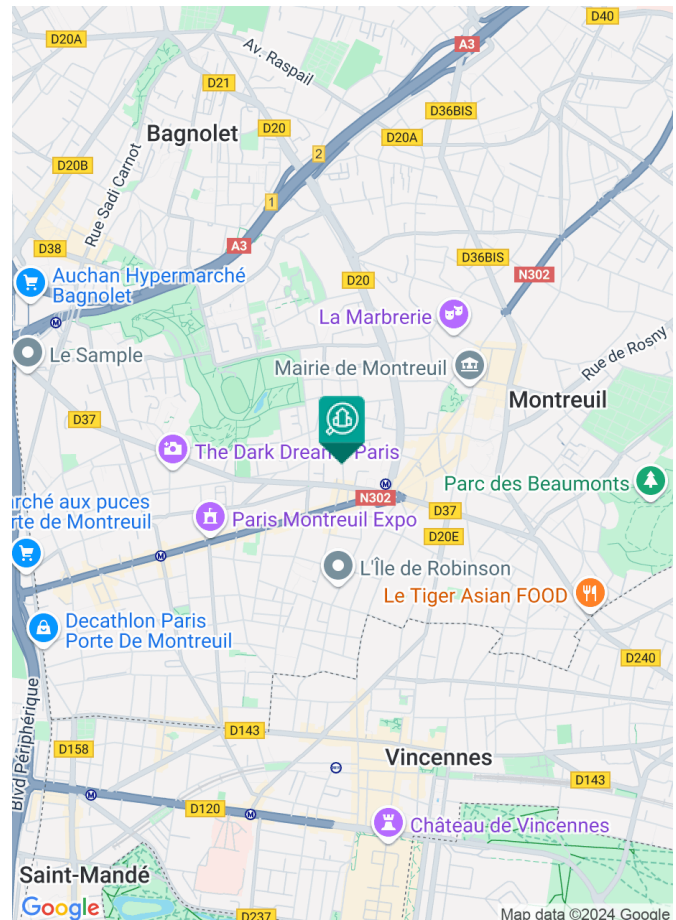 D20A
Av. Raspail
A3
D40
D21
D36BIS
Bagnolet
D20
D20A
2
D20B
Rue Sadi Carnot
1
D38
A3
D36BIS
N302
D20
Auchan Hypermarché
Bagnolet
La Marbrerie
Le Sample
Mairie de Montreuil
Rue de Rosny
Montreuil
D37
The Dark Dream
Paris
Parc des Beaumonts
arché aux puces
rte de Montreuil
N302
D37
Paris Montreuil Expo
D20E
L'Île de Robinson
Le Tiger Asian FOOD
Decathlon Paris
Porte De Montreuil
D240
Blvd Périphérique
D143
D158
Vincennes
D143
D120
Château de Vincennes
Saint-Mandé
Google
D237
Map data ©2024 Google